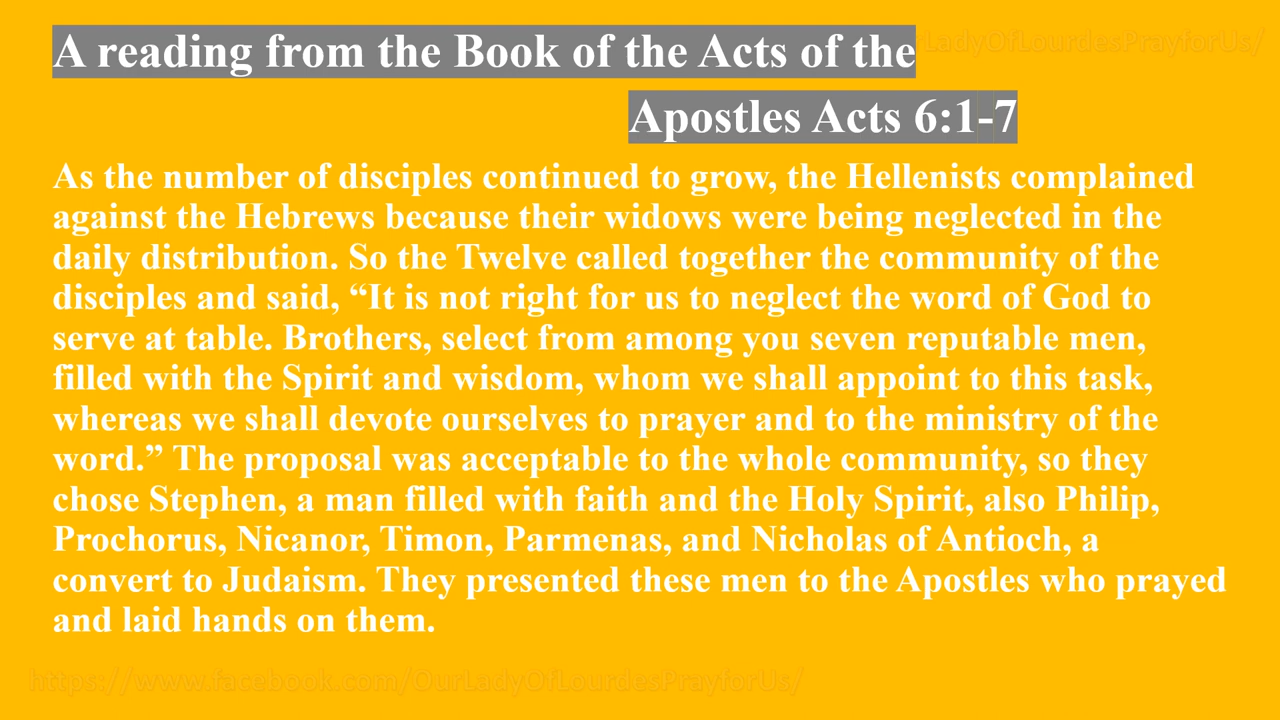 A reading from the Book of the Acts of the
rLadyOfLourdesPrayforUs/
Apostles Acts 6:1-7
As the number of disciples continued to grow, the Hellenists complained
against the Hebrews because their widows were being neglected in the
daily distribution. So the Twelve called together the community of the
disciples and said, “It is not right for us to neglect the word of God to
serve at table. Brothers, select from among you seven reputable men,
filled with the Spirit and wisdom, whom we shall appoint to this task,
whereas we shall devote ourselves to prayer and to the ministry of the
word.” The proposal was acceptable to the whole community, so they
chose Stephen, a man filled with faith and the Holy Spirit, also Philip,
Prochorus, Nicanor, Timon, Parmenas, and Nicholas of Antioch, a
convert to Judaism. They presented these men to the Apostles who prayed
and laid hands on them.
https://www.facebook.com/OurLadyOfLourdesPrayforUs/